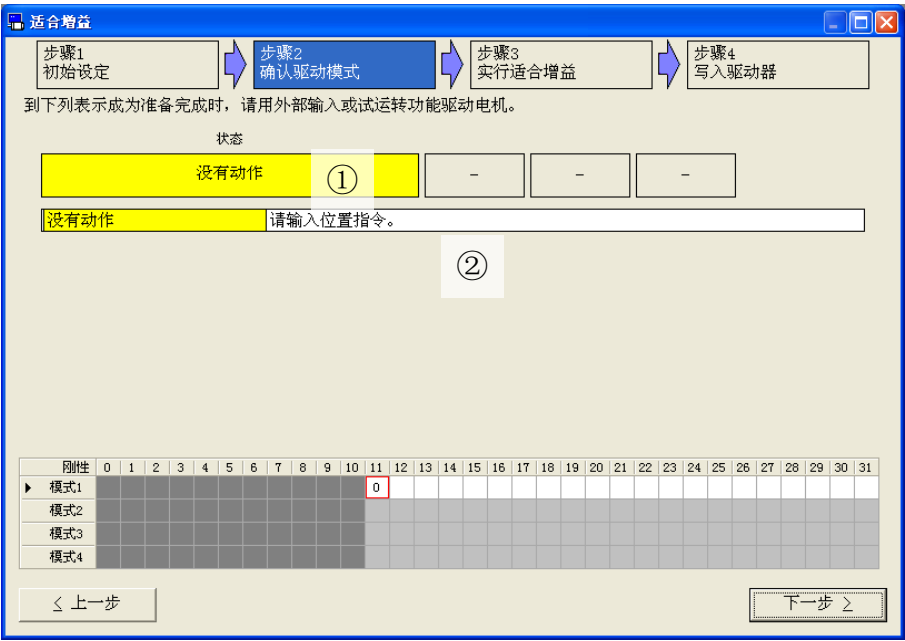 适合增益
步骤1
初始设定
步骤2
确认驱动模式
步骤3
实行适合增益
步骤4
写入驱动器
到下列表示成为准备完成时，请用外部输入或试运转功能驱动电机。
状态
没有动作 ① - - -
没有动作 请输入位置指令。
②
刚性 0 1 2 3 4 5 6 7 8 9 10 11 12 13 14 15 16 17 18 19 20 21 22 23 24 25 26 27 28 29 30 31
模式1 0
模式2
模式3
模式4
< 上一步 下一步 >